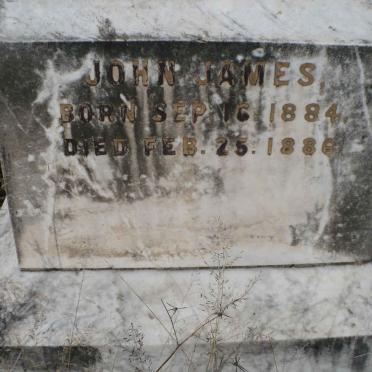 JOHN JAMES,
BORN SEP. 16. 1884.
DIED FEB. 25. 1886.